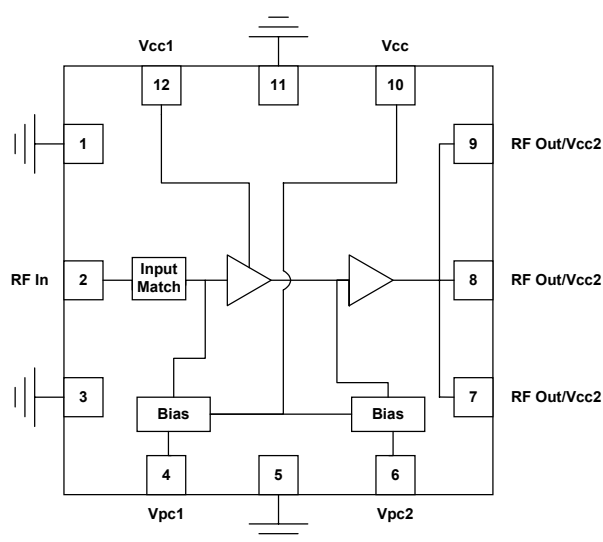 Vcc1
Vcc
12
11
10
1
9
RF Out/Vcc2
RF In
2
Input
Match
8
RF Out/Vcc2
3
7
RF Out/Vcc2
Bias
Bias
4
5
6
Vpc1
Vpc2